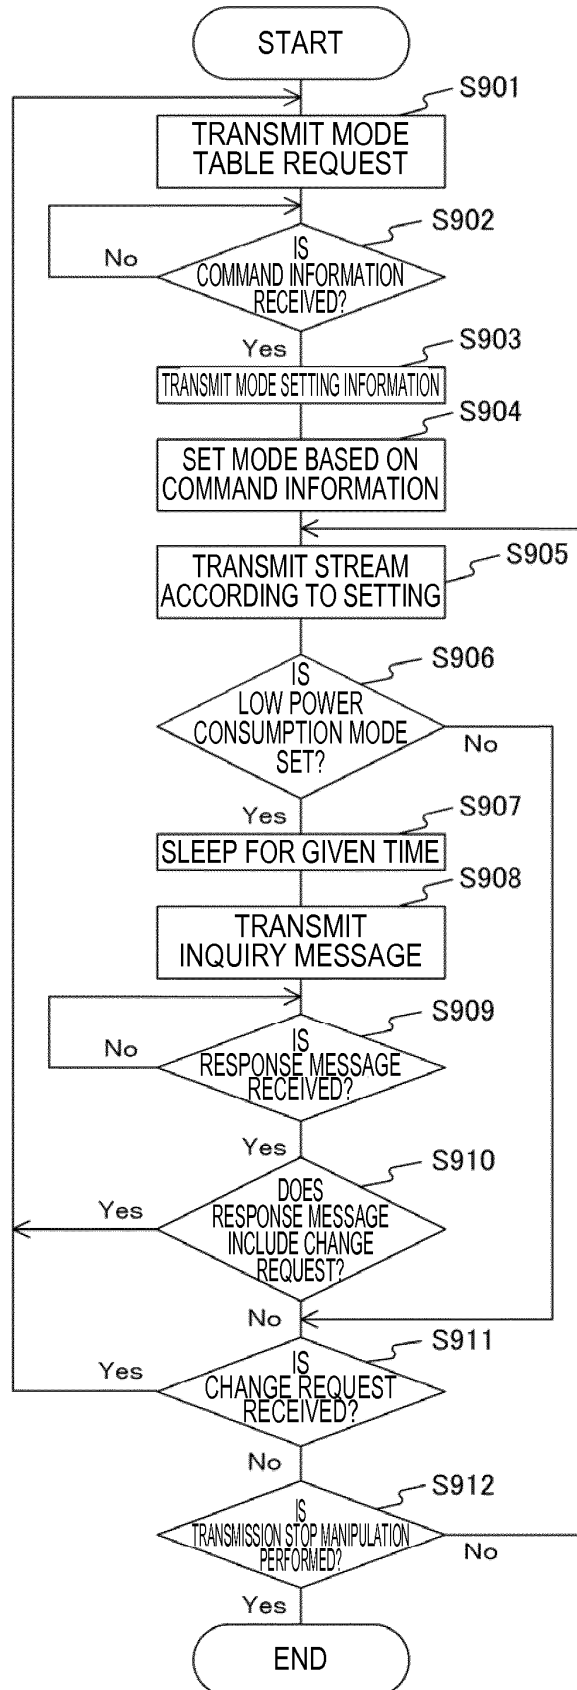 START
S901
TRANSMIT MODE
TABLE REQUEST
S902
IS
COMMAND INFORMATION
RECEIVED?
No
Yes
S903
TRANSMIT MODE SETTING INFORMATION
S904
SET MODE BASED ON
COMMAND INFORMATION
S905
TRANSMIT STREAM
ACCORDING TO SETTING
S906
IS
LOW POWER
CONSUMPTION MODE
SET?
No
Yes
S907
SLEEP FOR GIVEN TIME
S908
TRANSMIT
INQUIRY MESSAGE
S909
IS
RESPONSE MESSAGE
RECEIVED?
No
Yes
S910
DOES
RESPONSE MESSAGE
INCLUDE CHANGE
REQUEST?
Yes
No
S911
IS
CHANGE REQUEST
RECEIVED?
Yes
No
S912
IS
TRANSMISSION STOP MANIPULATION
PERFORMED?
No
Yes
END